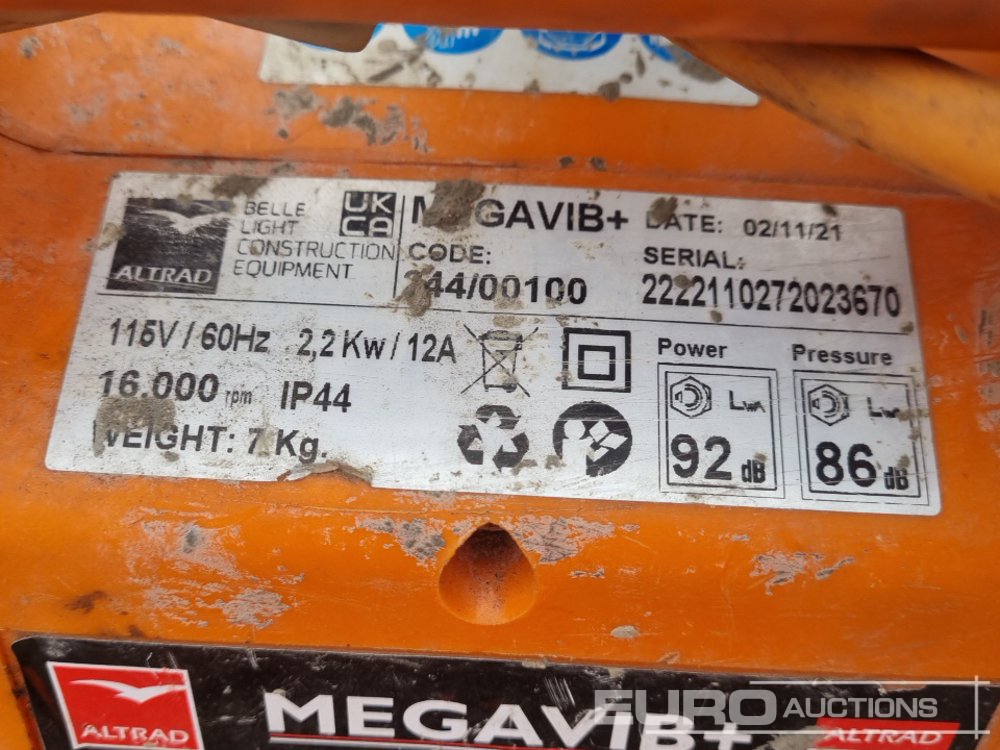 BELLE
LIGHT
CONSTRUCTION
EQUIPMENT
ALTRAD
UK
CA
MEGAVIB+
CODE:
44/00100
DATE: 02/11/21
SERIAL:
2222110272023670
115V / 60Hz 2,2 Kw / 12A
16.000 rpm IP44
WEIGHT: 7 Kg.
Power
LWA
92 dB
Pressure
LWA
86 dB
ALTRAD
MEGAVIB+
ALTRAD
EURO AUCTIONS